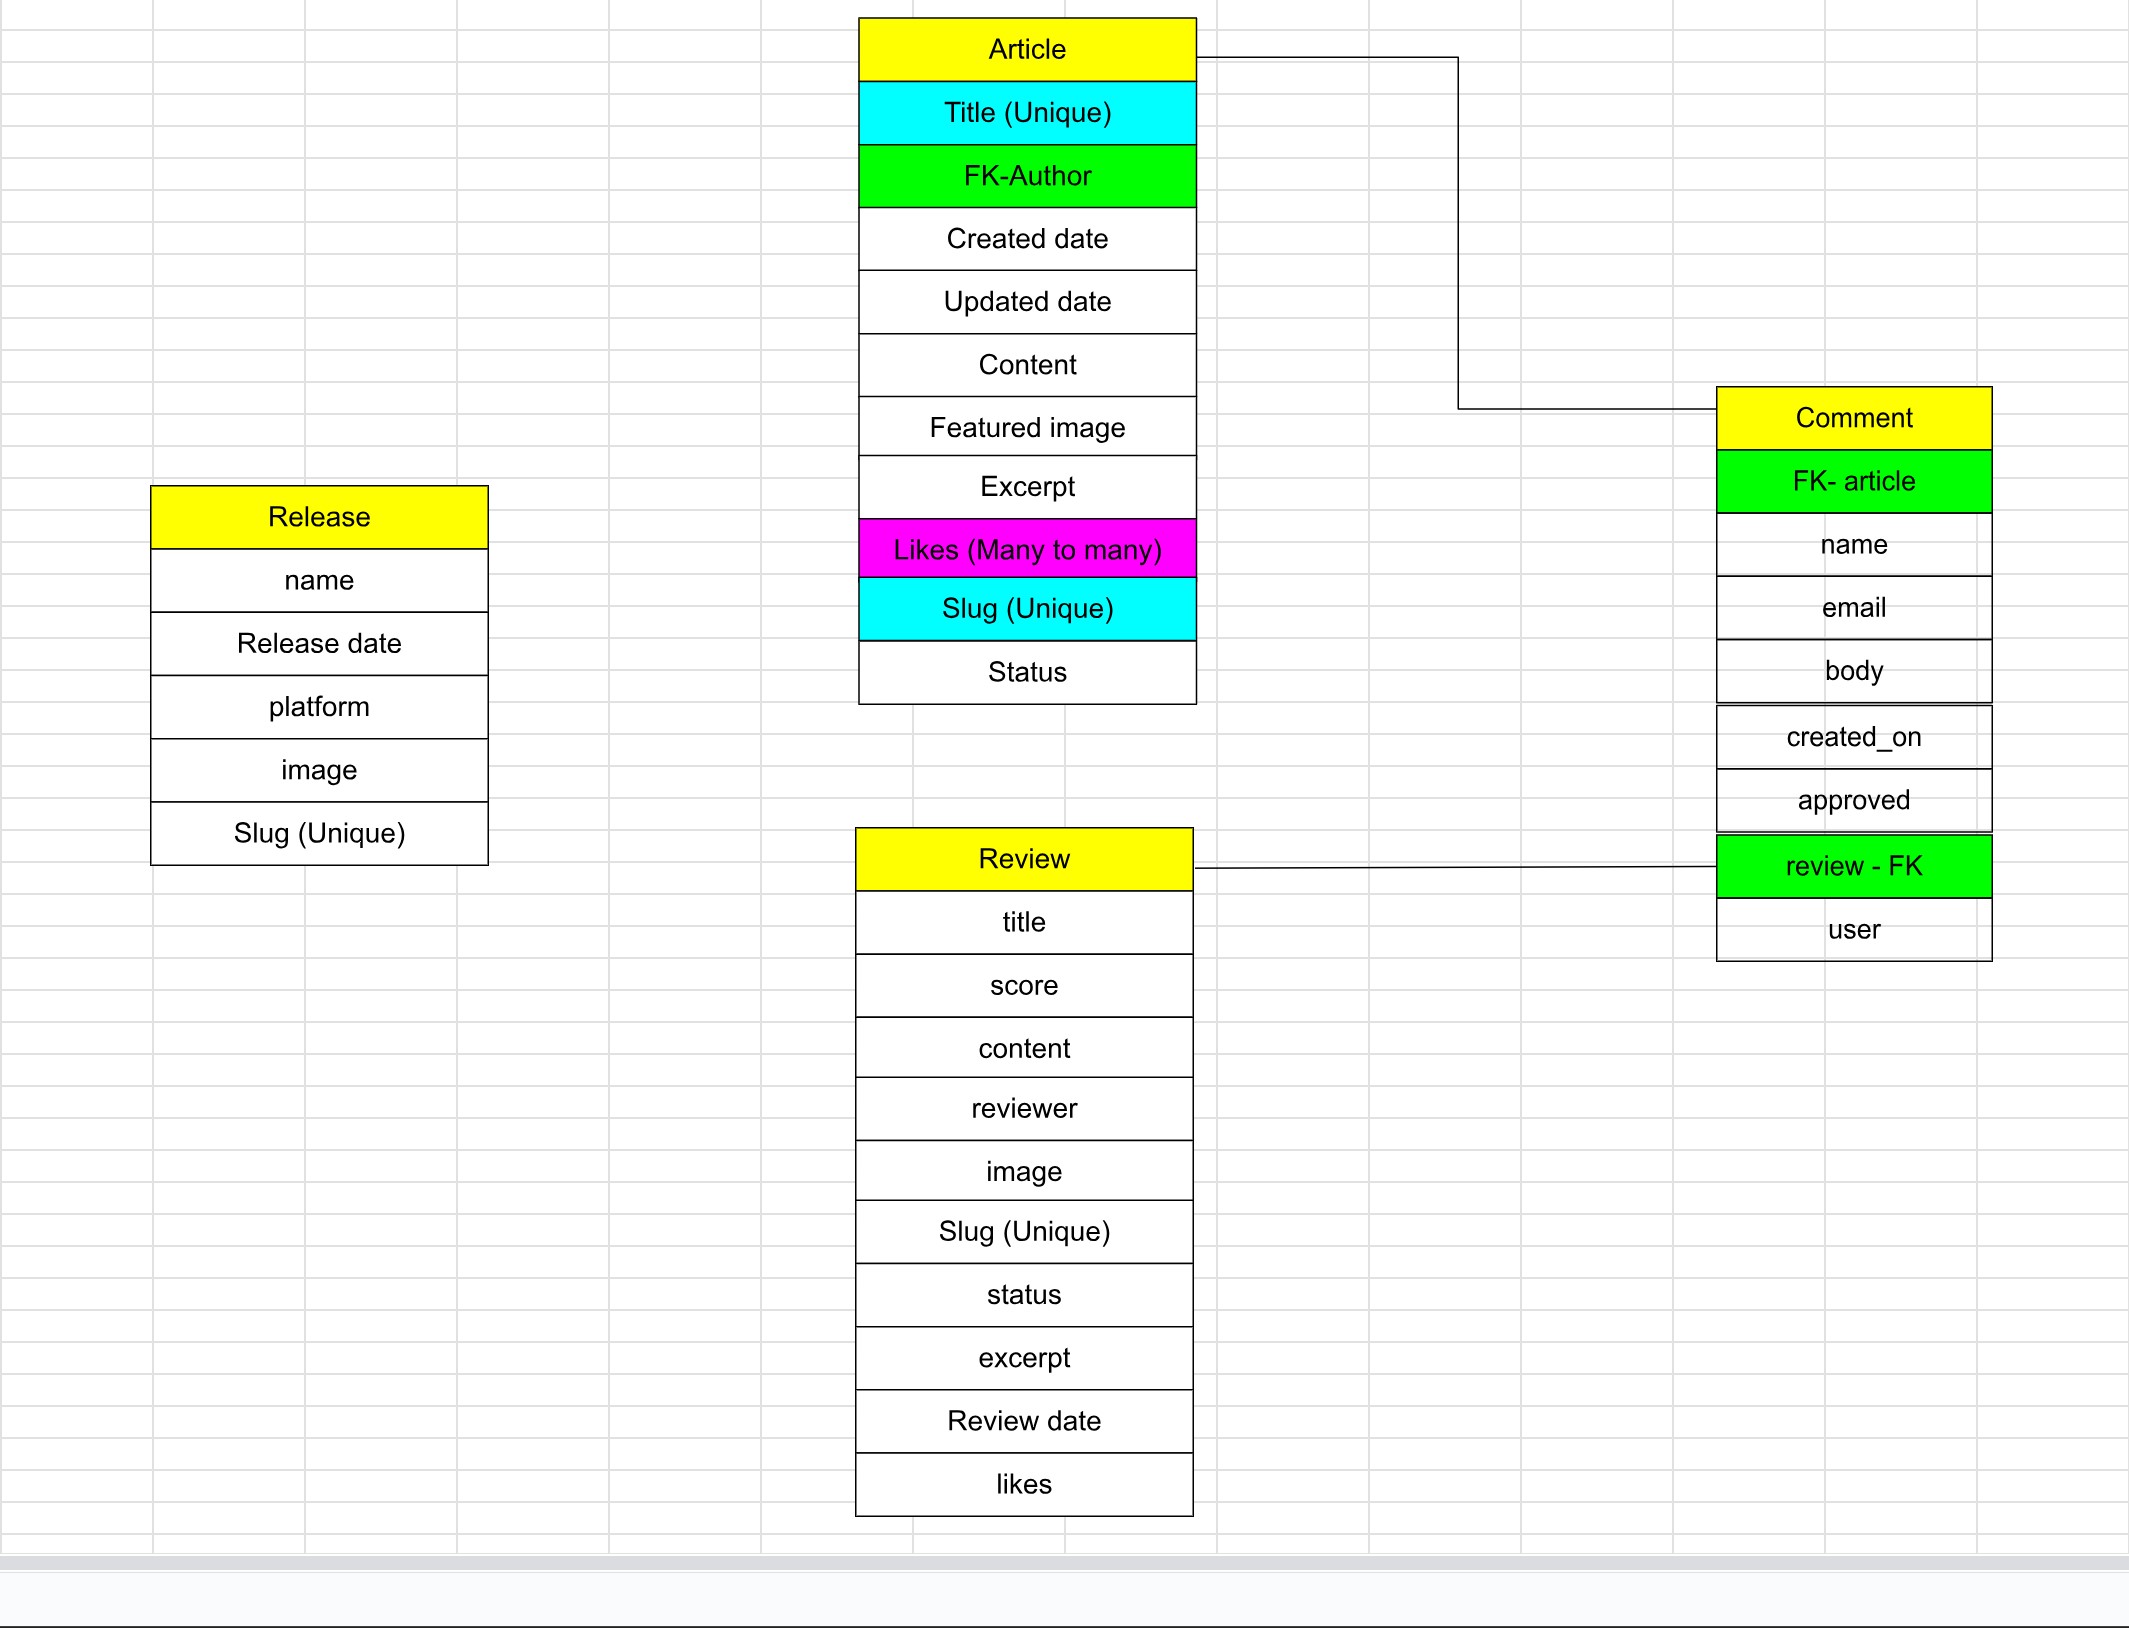 Article
Title (Unique)
FK-Author
Created date
Updated date
Content
Featured image
Excerpt
Likes (Many to many)
Slug (Unique)
Status
Release
name
Release date
platform
image
Slug (Unique)
Comment
FK- article
name
email
body
created_on
approved
review - FK
user
Review
title
score
content
reviewer
image
Slug (Unique)
status
excerpt
Review date
likes